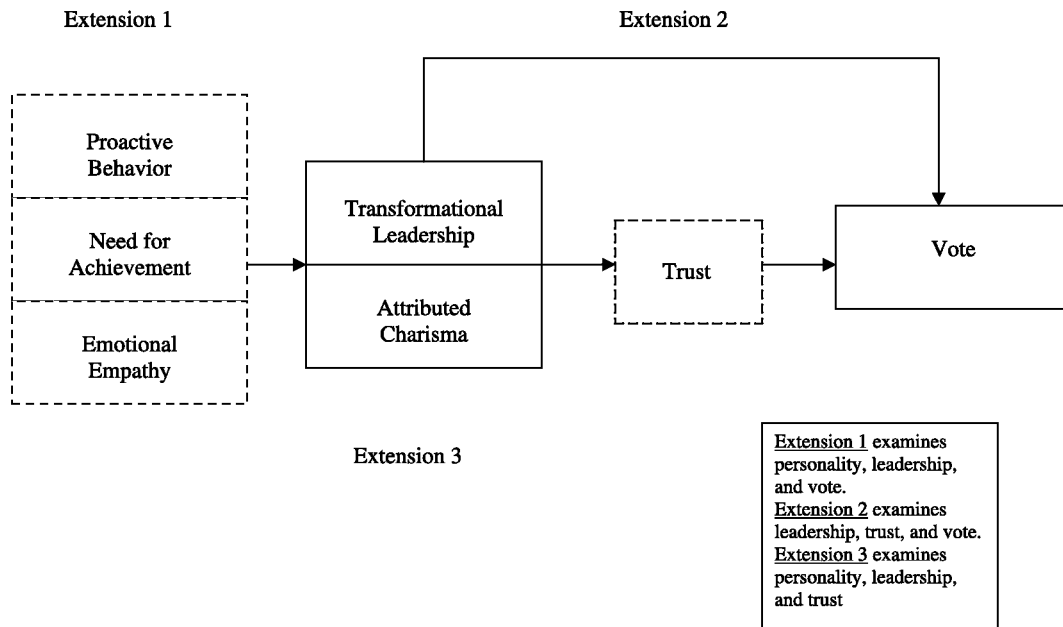 Extension 1
Extension 2
Proactive
Behavior
Need for
Achievement
Emotional
Empathy
Transformational
Leadership
Attributed
Charisma
Trust
Vote
Extension 3
Extension 1 examines
personality, leadership,
and vote.
Extension 2 examines
leadership, trust, and vote.
Extension 3 examines
personality, leadership,
and trust